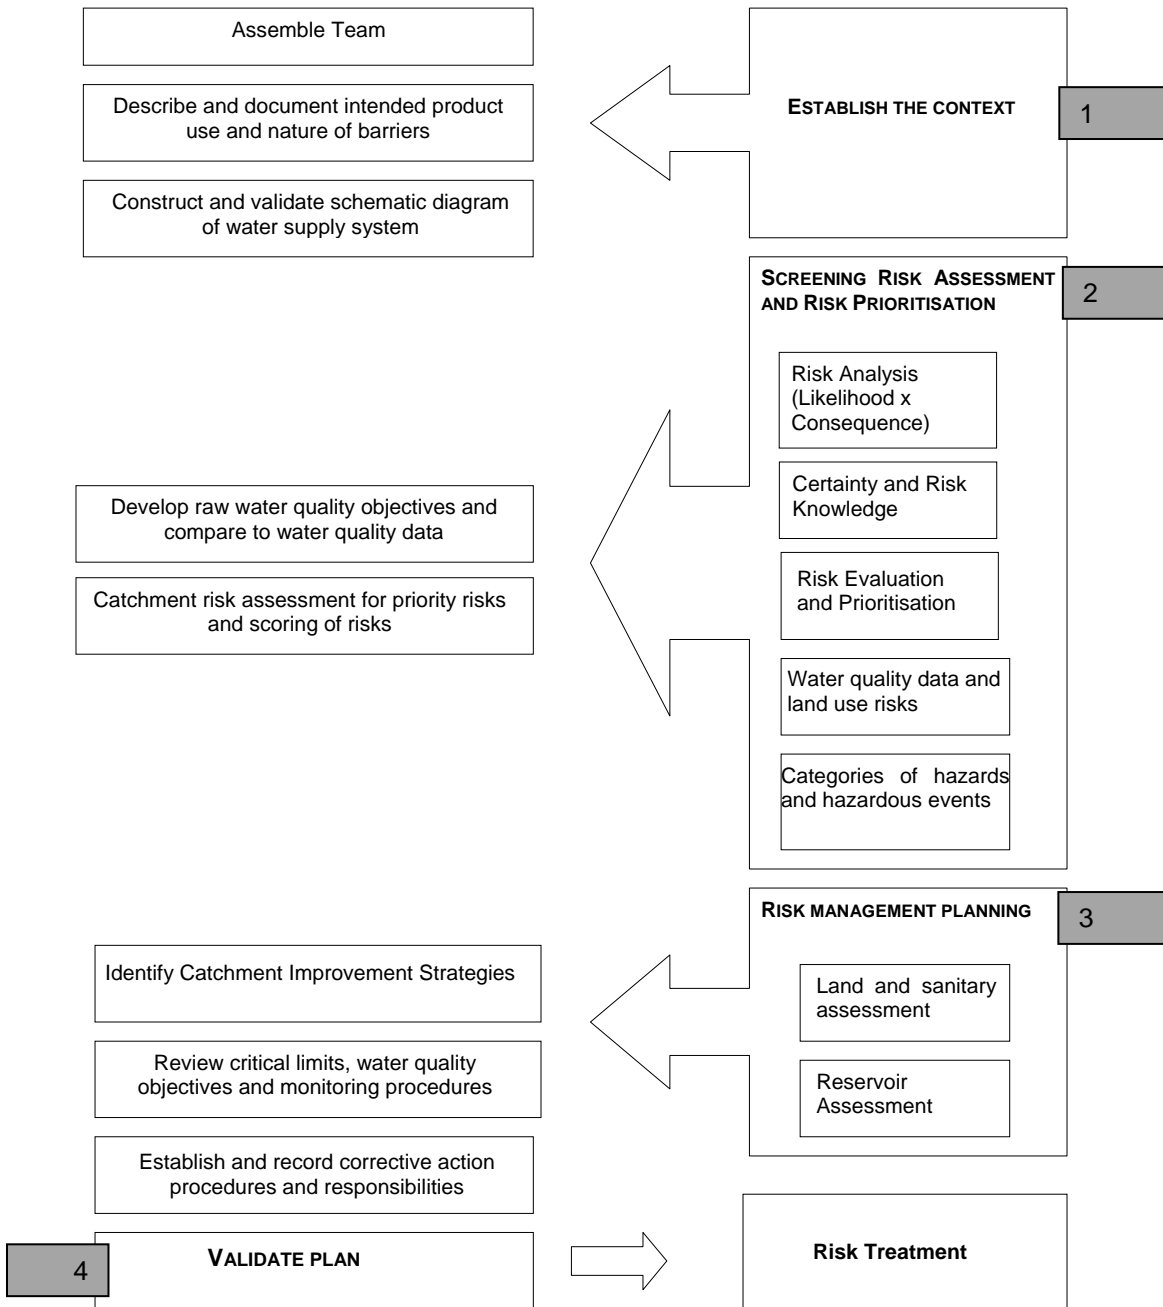 Assemble Team
Describe and document intended product
use and nature of barriers
Construct and validate schematic diagram
of water supply system
ESTABLISH THE CONTEXT
1
SCREENING RISK ASSESSMENT
AND RISK PRIORITISATION
2
Risk Analysis
(Likelihood x
Consequence)
Certainty and Risk
Knowledge
Risk Evaluation
and Prioritisation
Water quality data and
land use risks
Categories of hazards
and hazardous events
Develop raw water quality objectives and
compare to water quality data
Catchment risk assessment for priority risks
and scoring of risks
RISK MANAGEMENT PLANNING
3
Land and sanitary
assessment
Reservoir
Assessment
Identify Catchment Improvement Strategies
Review critical limits, water quality
objectives and monitoring procedures
Establish and record corrective action
procedures and responsibilities
4
VALIDATE PLAN
Risk Treatment